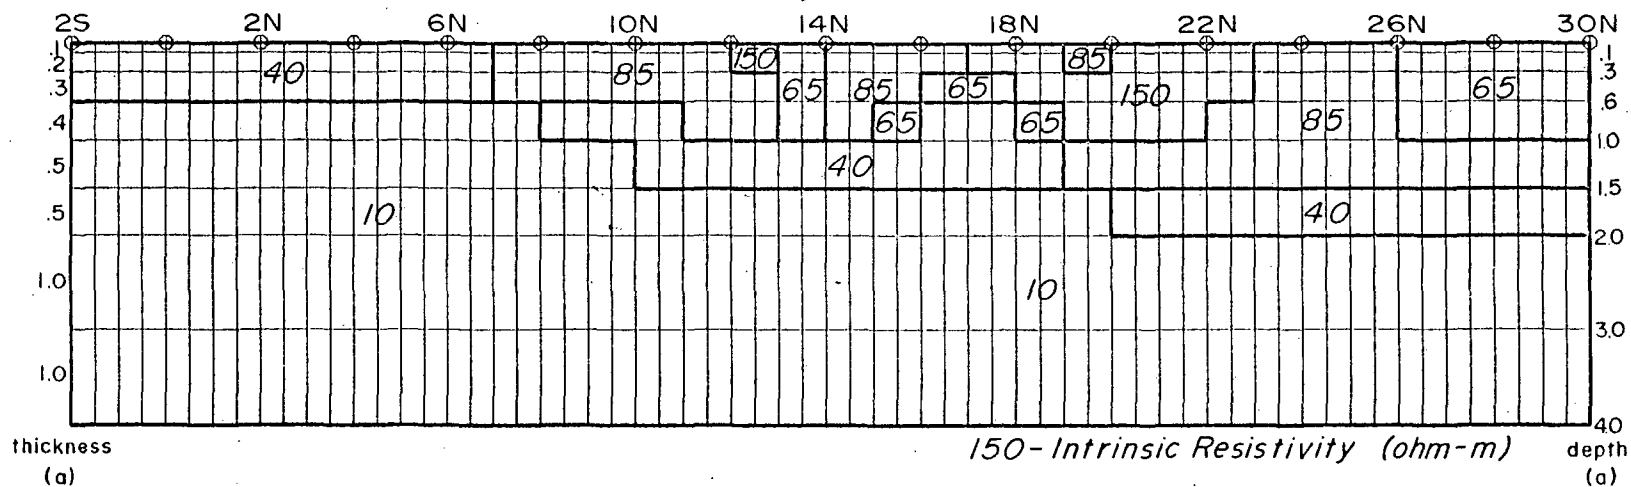 2S 2N 6N 10N 14N 18N 22N 26N 30N
.1 .1
.2 40 85 150 65 85 65 85 150 65 .3
.3 .6
.4 65 65 85 1.0
.5 40 1.5
.5 10 40 2.0
1.0 10 3.0
1.0 4.0
thickness 150-Intrinsic Resistivity (ohm-m) depth
(a) (a)